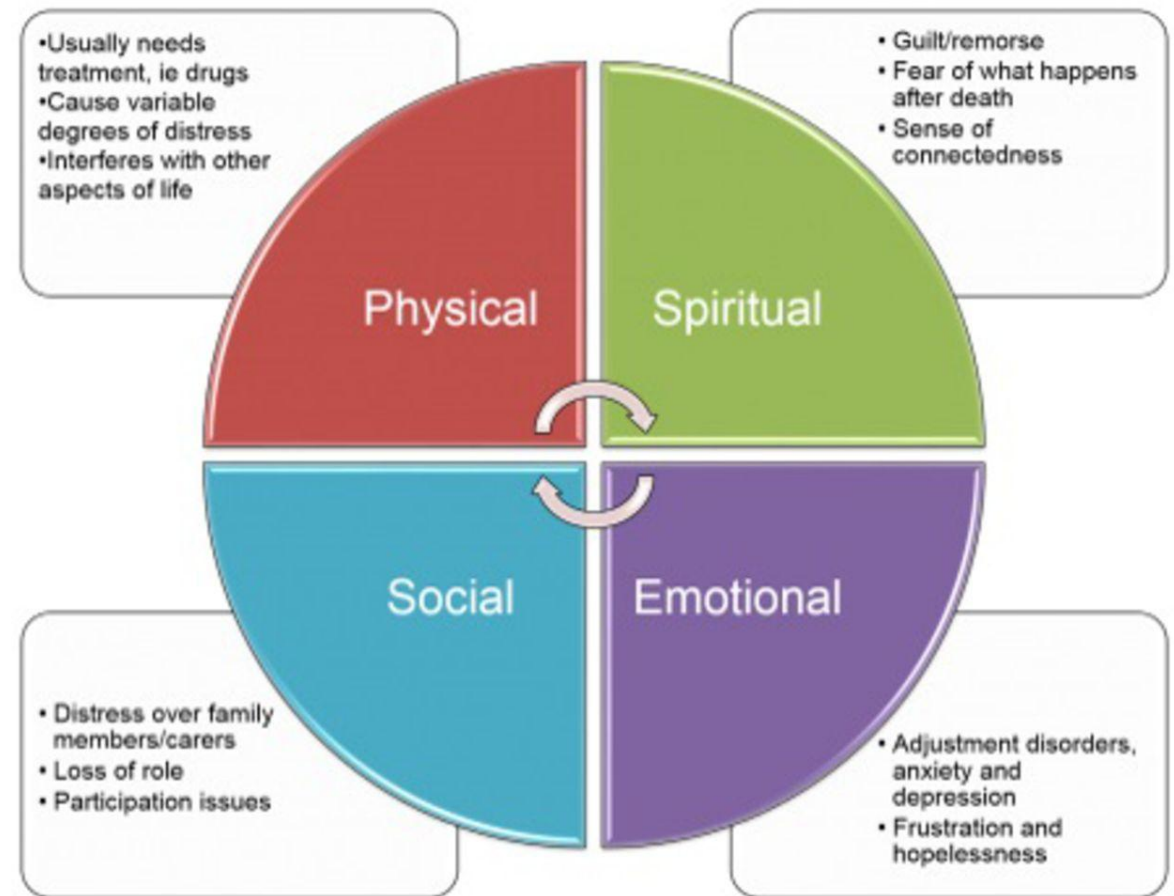 •Usually needs
treatment, ie drugs
•Cause variable
degrees of distress
•Interferes with other
aspects of life
• Guilt/remorse
• Fear of what happens
after death
• Sense of
connectedness
Physical
Spiritual
Social
Emotional
• Distress over family
members/carers
• Loss of role
• Participation issues
• Adjustment disorders,
anxiety and
depression
• Frustration and
hopelessness